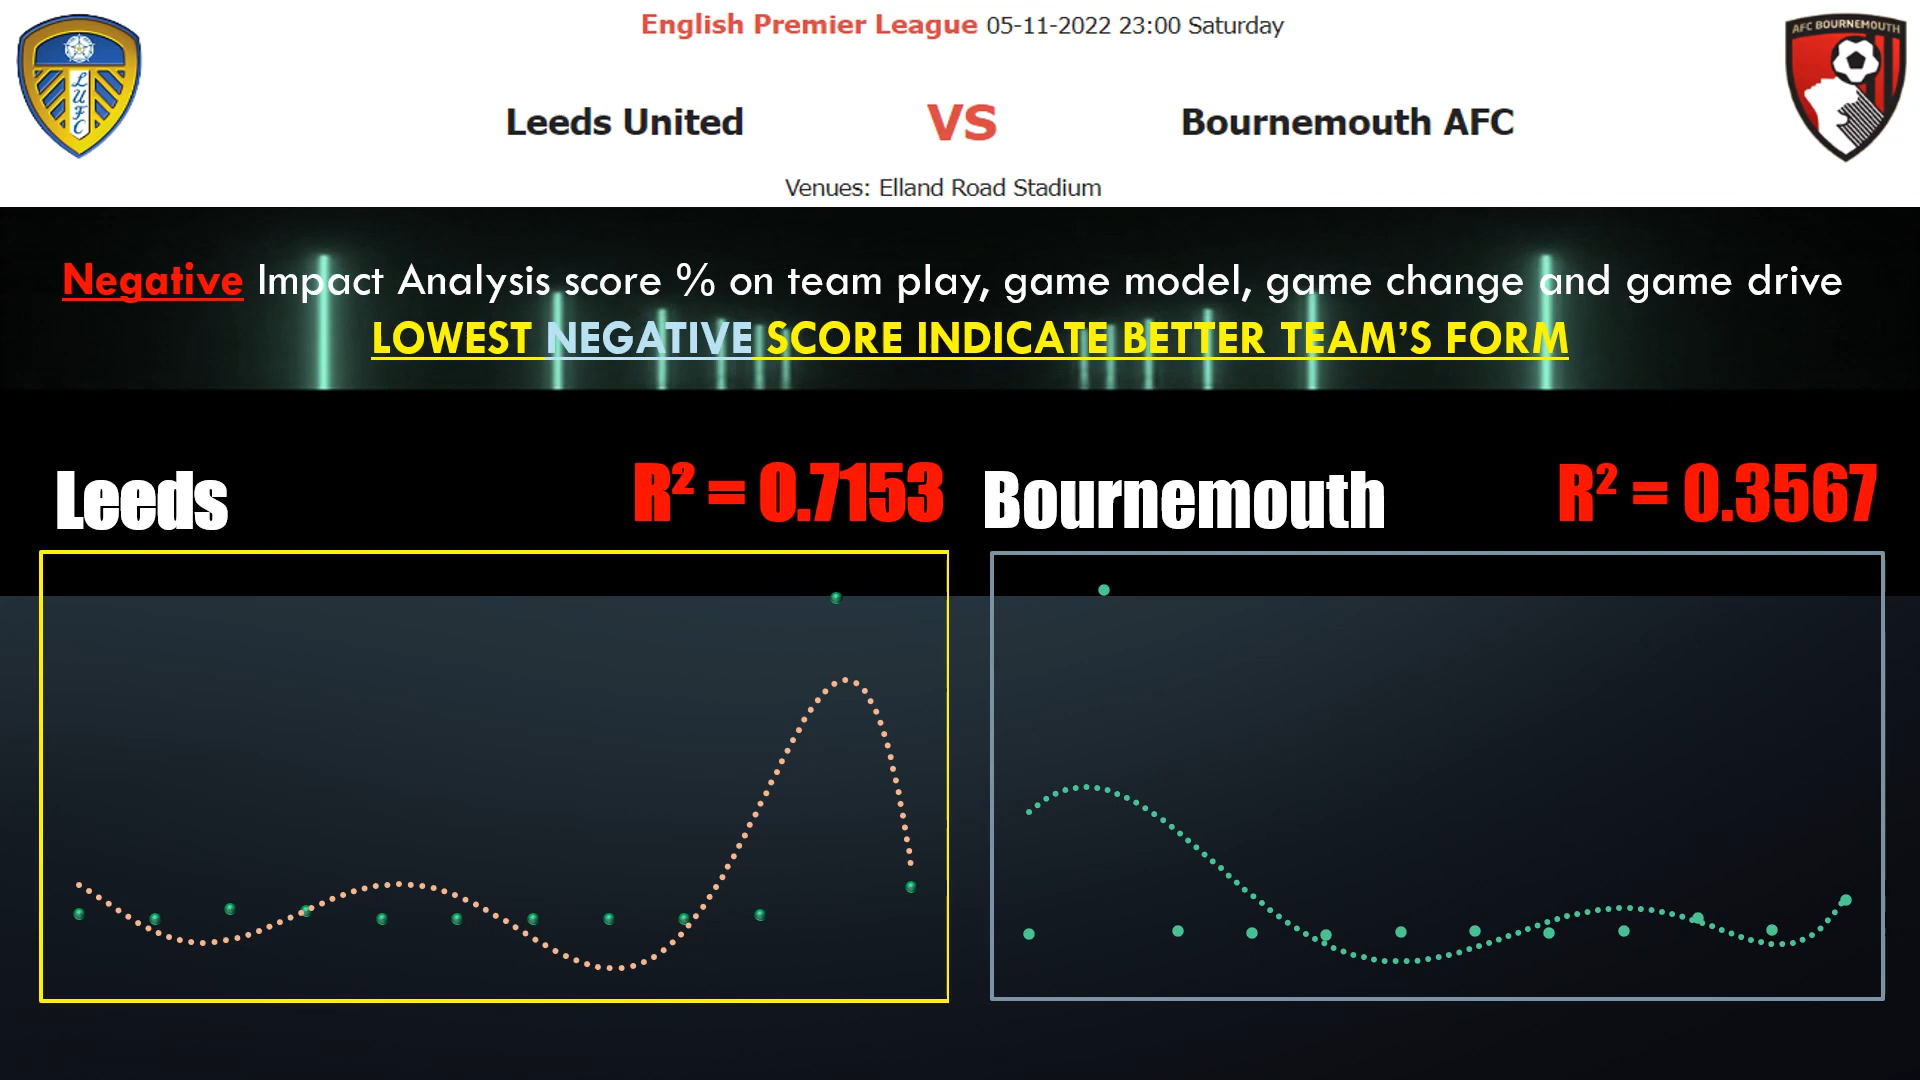 English Premier League 05-11-2022 23:00 Saturday
AFC BOURNEMOUTH
LUFC
Leeds United VS Bournemouth AFC
Venues: Elland Road Stadium
Negative Impact Analysis score % on team play, game model, game change and game drive
LOWEST NEGATIVE SCORE INDICATE BETTER TEAM’S FORM
Leeds R² = 0.7153
Bournemouth R² = 0.3567